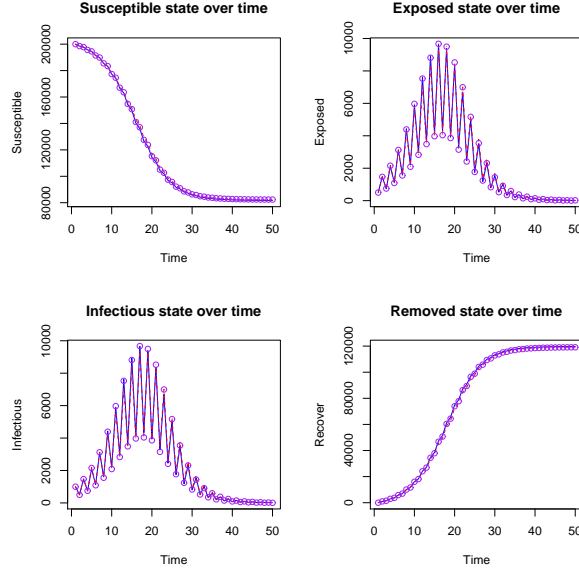 Susceptible state over time
Susceptible
80000 120000 160000 200000
0 10 20 30 40 50
Time
Exposed state over time
Exposed
0 2000 6000 10000
0 10 20 30 40 50
Time
Infectious state over time
Infectious
0 2000 6000 10000
0 10 20 30 40 50
Time
Removed state over time
Recover
0 40000 80000 120000
0 10 20 30 40 50
Time